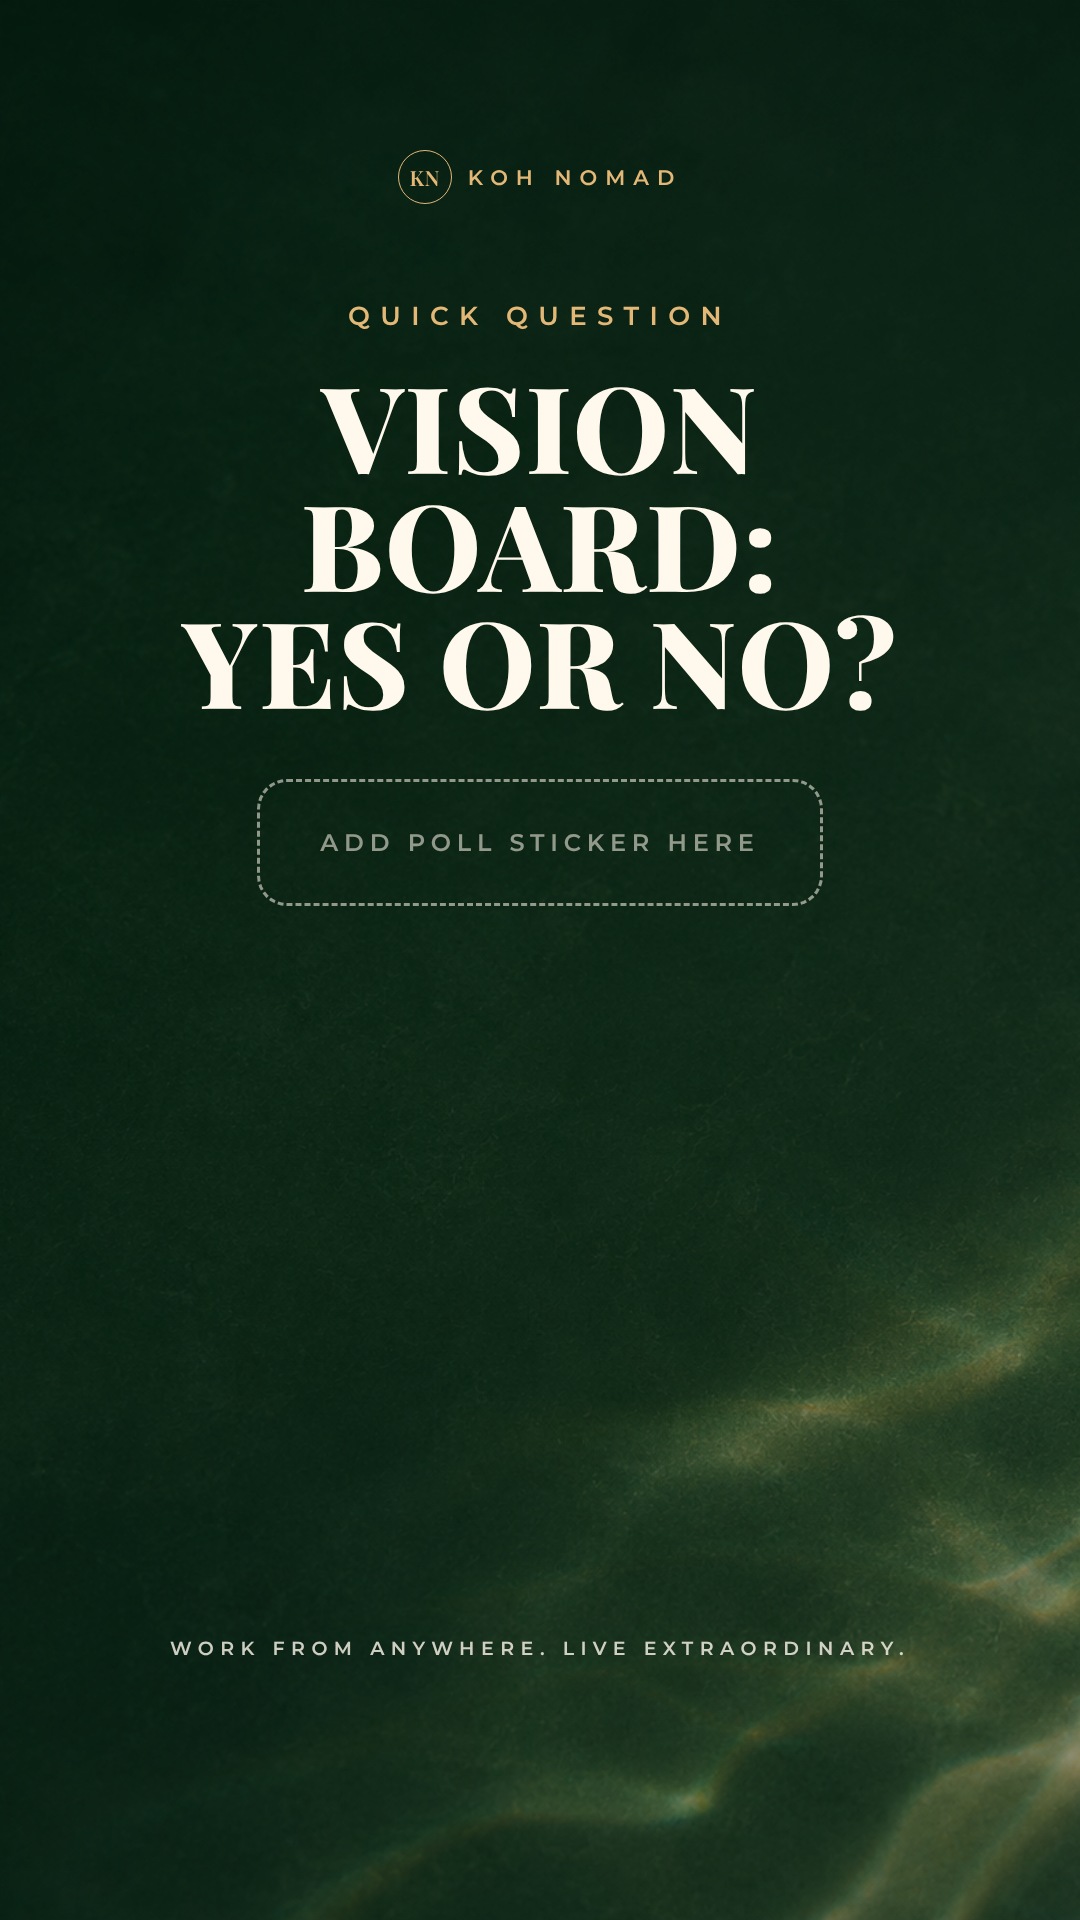 KN KOH NOMAD
QUICK QUESTION
VISION
BOARD:
YES OR NO?
ADD POLL STICKER HERE
WORK FROM ANYWHERE. LIVE EXTRAORDINARY.